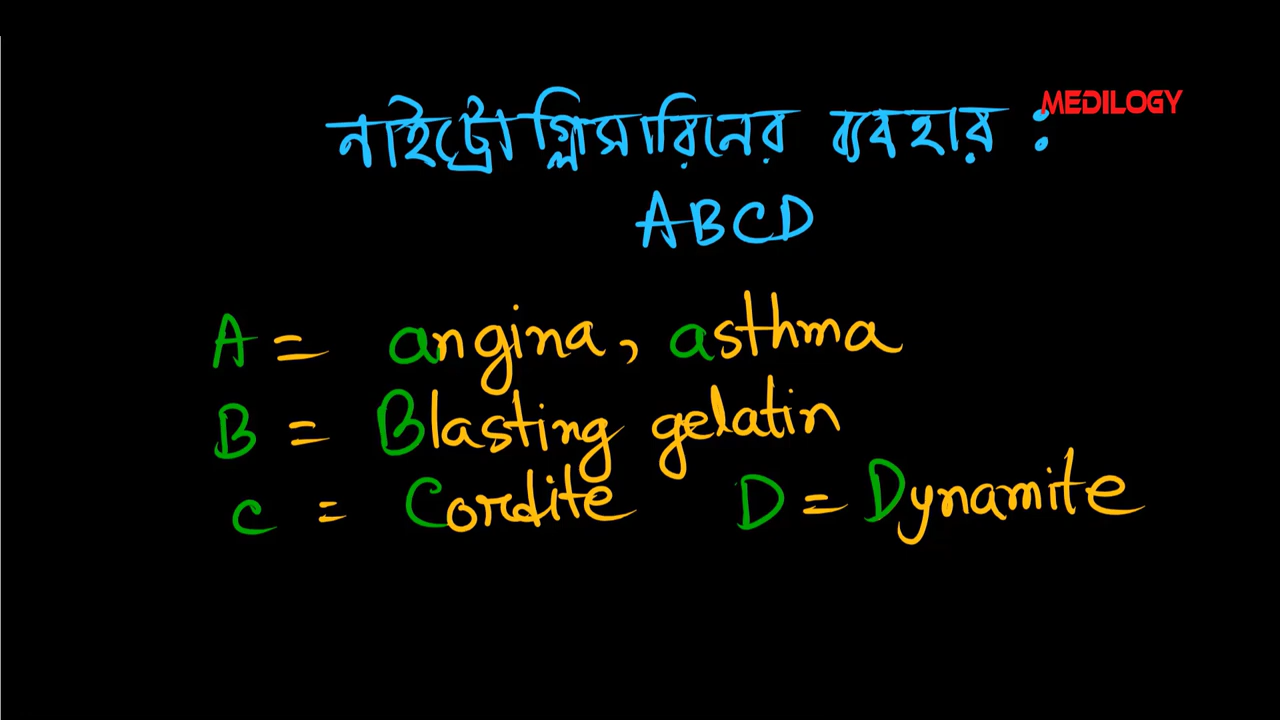 নাইট্রোগ্লিসারিনের ব্যবহার : MEDILOGY
ABCD
A = angina, asthma
B = Blasting gelatin
C = Cordite D = Dynamite